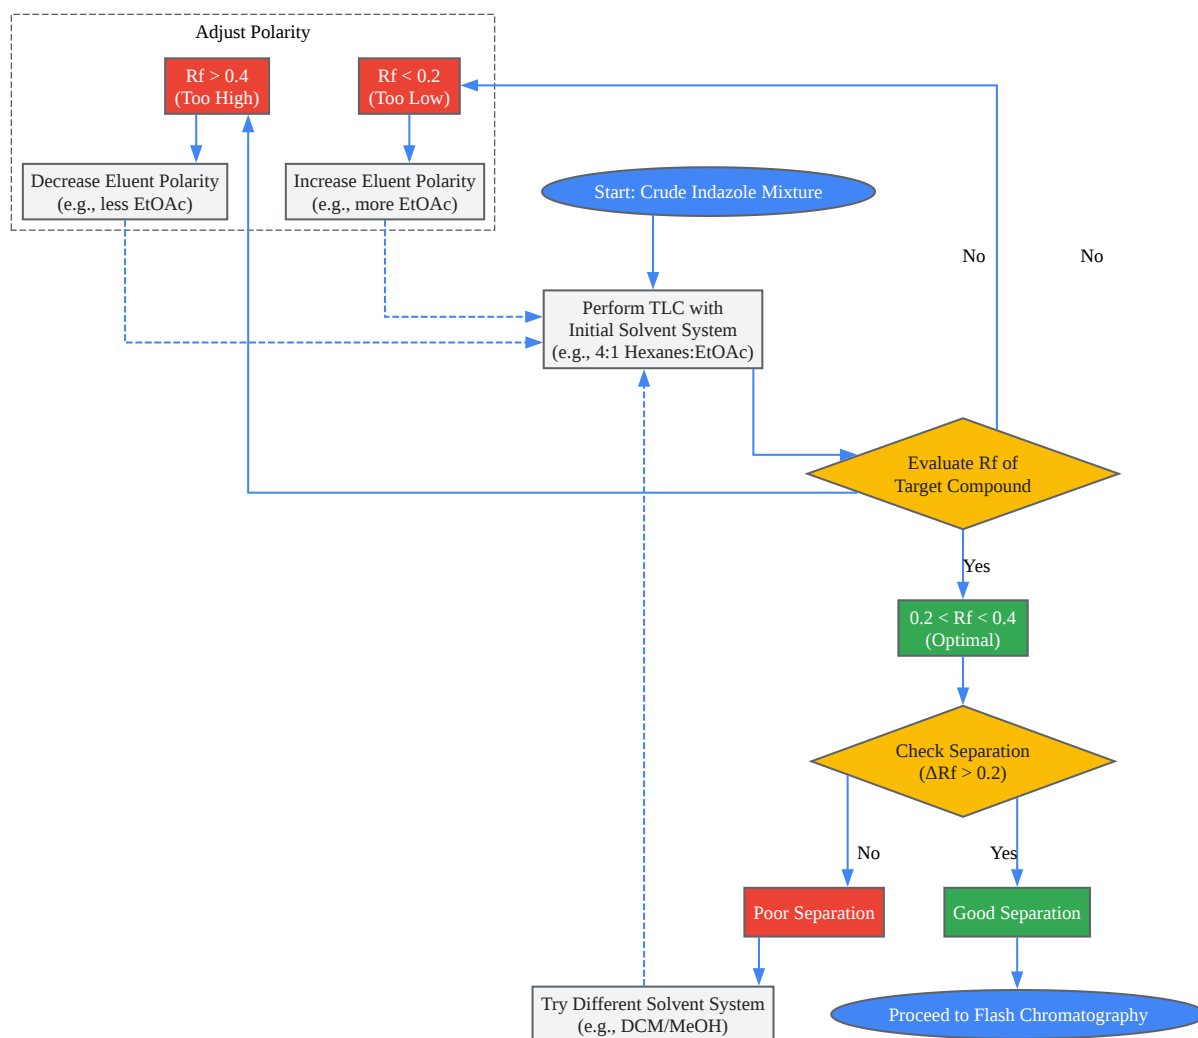 Adjust Polarity
Rf > 0.4
(Too High)
Rf < 0.2
(Too Low)
Decrease Eluent Polarity
(e.g., less EtOAc)
Increase Eluent Polarity
(e.g., more EtOAc)
Start: Crude Indazole Mixture
No
No
Perform TLC with
Initial Solvent System
(e.g., 4:1 Hexanes:EtOAc)
Evaluate Rf of
Target Compound
Yes
0.2 < Rf < 0.4
(Optimal)
Check Separation
(ΔRf > 0.2)
No
Yes
Poor Separation
Good Separation
Try Different Solvent System
(e.g., DCM/MeOH)
Proceed to Flash Chromatography